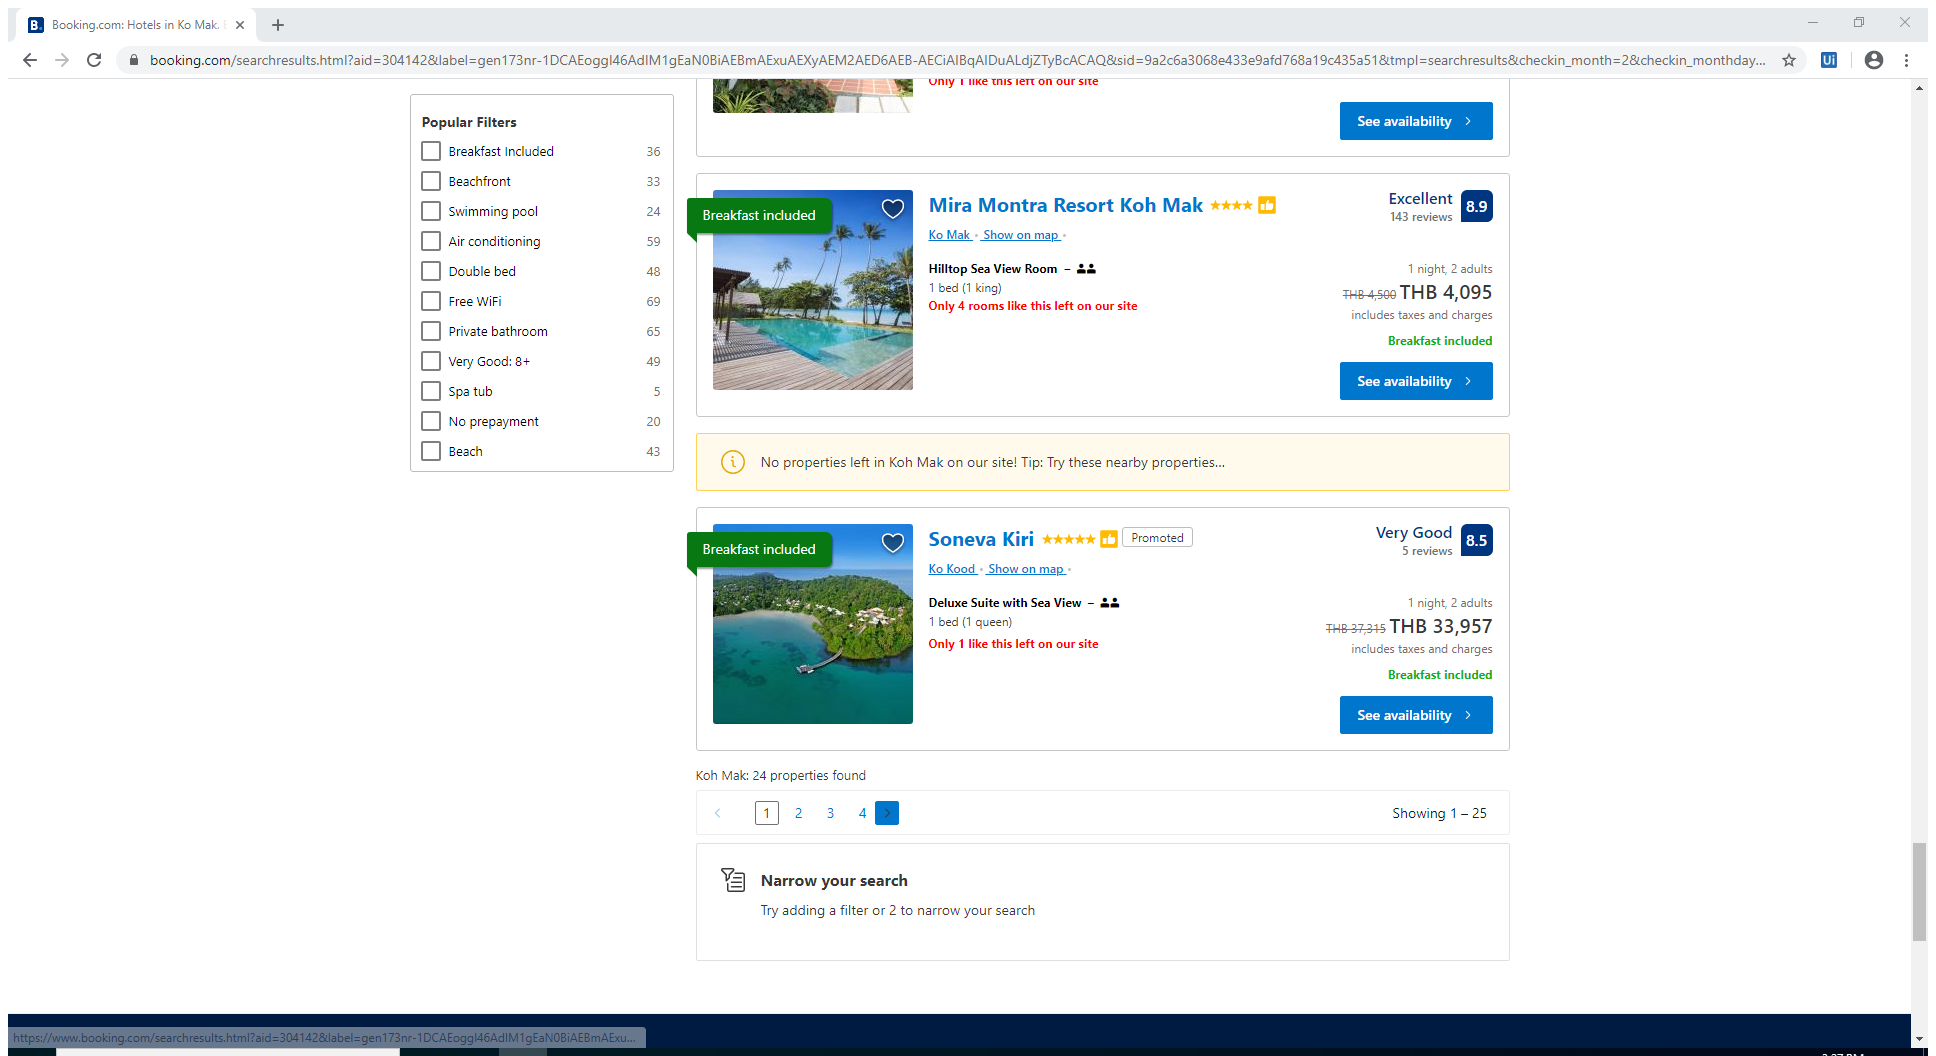 Booking.com: Hotels in Ko Mak.
booking.com/searchresults.html?aid=304142&label=gen173nr-1DCAEoggI46AdIM1gEaN0BiAEBmAExuAEXyAEM2AED6AEB-AECiAIBqAIDuALdjZTyBcACAQ&sid=9a2c6a3068e433e9afd768a19c435a51&tmpl=searchresults&checkin_month=2&checkin_monthday...
Ui
Popular Filters
Breakfast Included 36
Beachfront 33
Swimming pool 24
Air conditioning 59
Double bed 48
Free WiFi 69
Private bathroom 65
Very Good: 8+ 49
Spa tub 5
No prepayment 20
Beach 43
Only 1 like this left on our site
See availability
Breakfast included
Mira Montra Resort Koh Mak
Excellent 8.9
143 reviews
Ko Mak • Show on map •
Hilltop Sea View Room –
1 night, 2 adults
1 bed (1 king)
THB 4,500 THB 4,095
Only 4 rooms like this left on our site
includes taxes and charges
Breakfast included
See availability
No properties left in Koh Mak on our site! Tip: Try these nearby properties...
Breakfast included
Soneva Kiri Promoted
Very Good 8.5
5 reviews
Ko Kood • Show on map •
Deluxe Suite with Sea View –
1 night, 2 adults
1 bed (1 queen)
THB 37,315 THB 33,957
Only 1 like this left on our site
includes taxes and charges
Breakfast included
See availability
Koh Mak: 24 properties found
1 2 3 4
Showing 1 – 25
Narrow your search
Try adding a filter or 2 to narrow your search
https://www.booking.com/searchresults.html?aid=304142&label=gen173nr-1DCAEoggI46AdIM1gEaN0BiAEBmAExu...